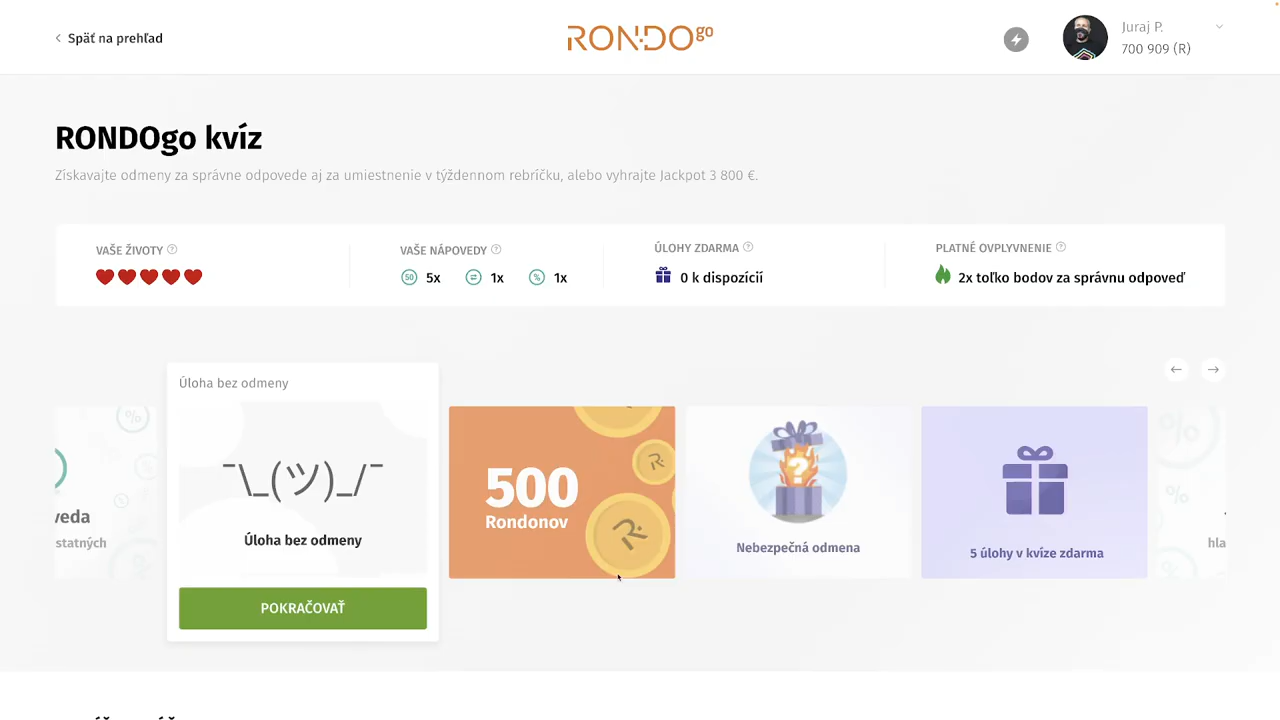 Späť na prehľad
RONDOgo
Juraj P.
700 909 (R)
RONDOgo kvíz
Získavajte odmeny za správne odpovede aj za umiestnenie v týždennom rebríčku, alebo vyhrajte Jackpot 3 800 €.
VAŠE ŽIVOTY
VAŠE NÁPOVEDY
50 5x
1x
% 1x
ÚLOHY ZDARMA
0 k dispozícií
PLATNÉ OVPLYVNENIE
2x toľko bodov za správnu odpoveď
veda
statných
Úloha bez odmeny
¯\_(ツ)_/¯
Úloha bez odmeny
POKRAČOVAŤ
500
Rondonov
Nebezpečná odmena
5 úlohy v kvíze zdarma
hla